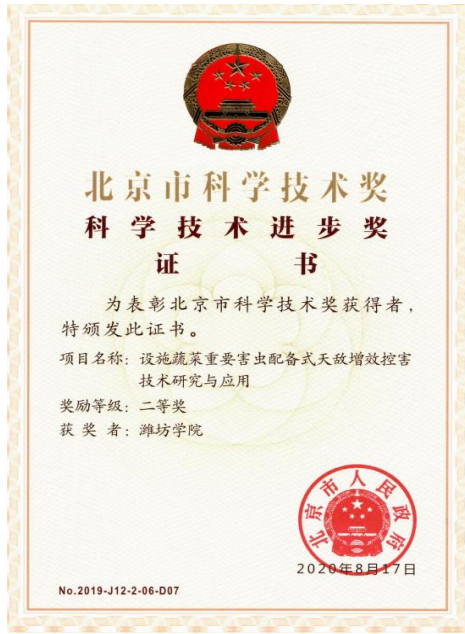 北京市科学技术奖
科学技术进步奖
证 书
为表彰北京市科学技术奖获得者，
特颁发此证书。
项目名称：设施蔬菜重要害虫配备式天敌增效控害
技术研究与应用
奖励等级：二等奖
获 奖 者：潍坊学院
北京市人民政府
2020年8月17日
No.2019-J12-2-06-D07